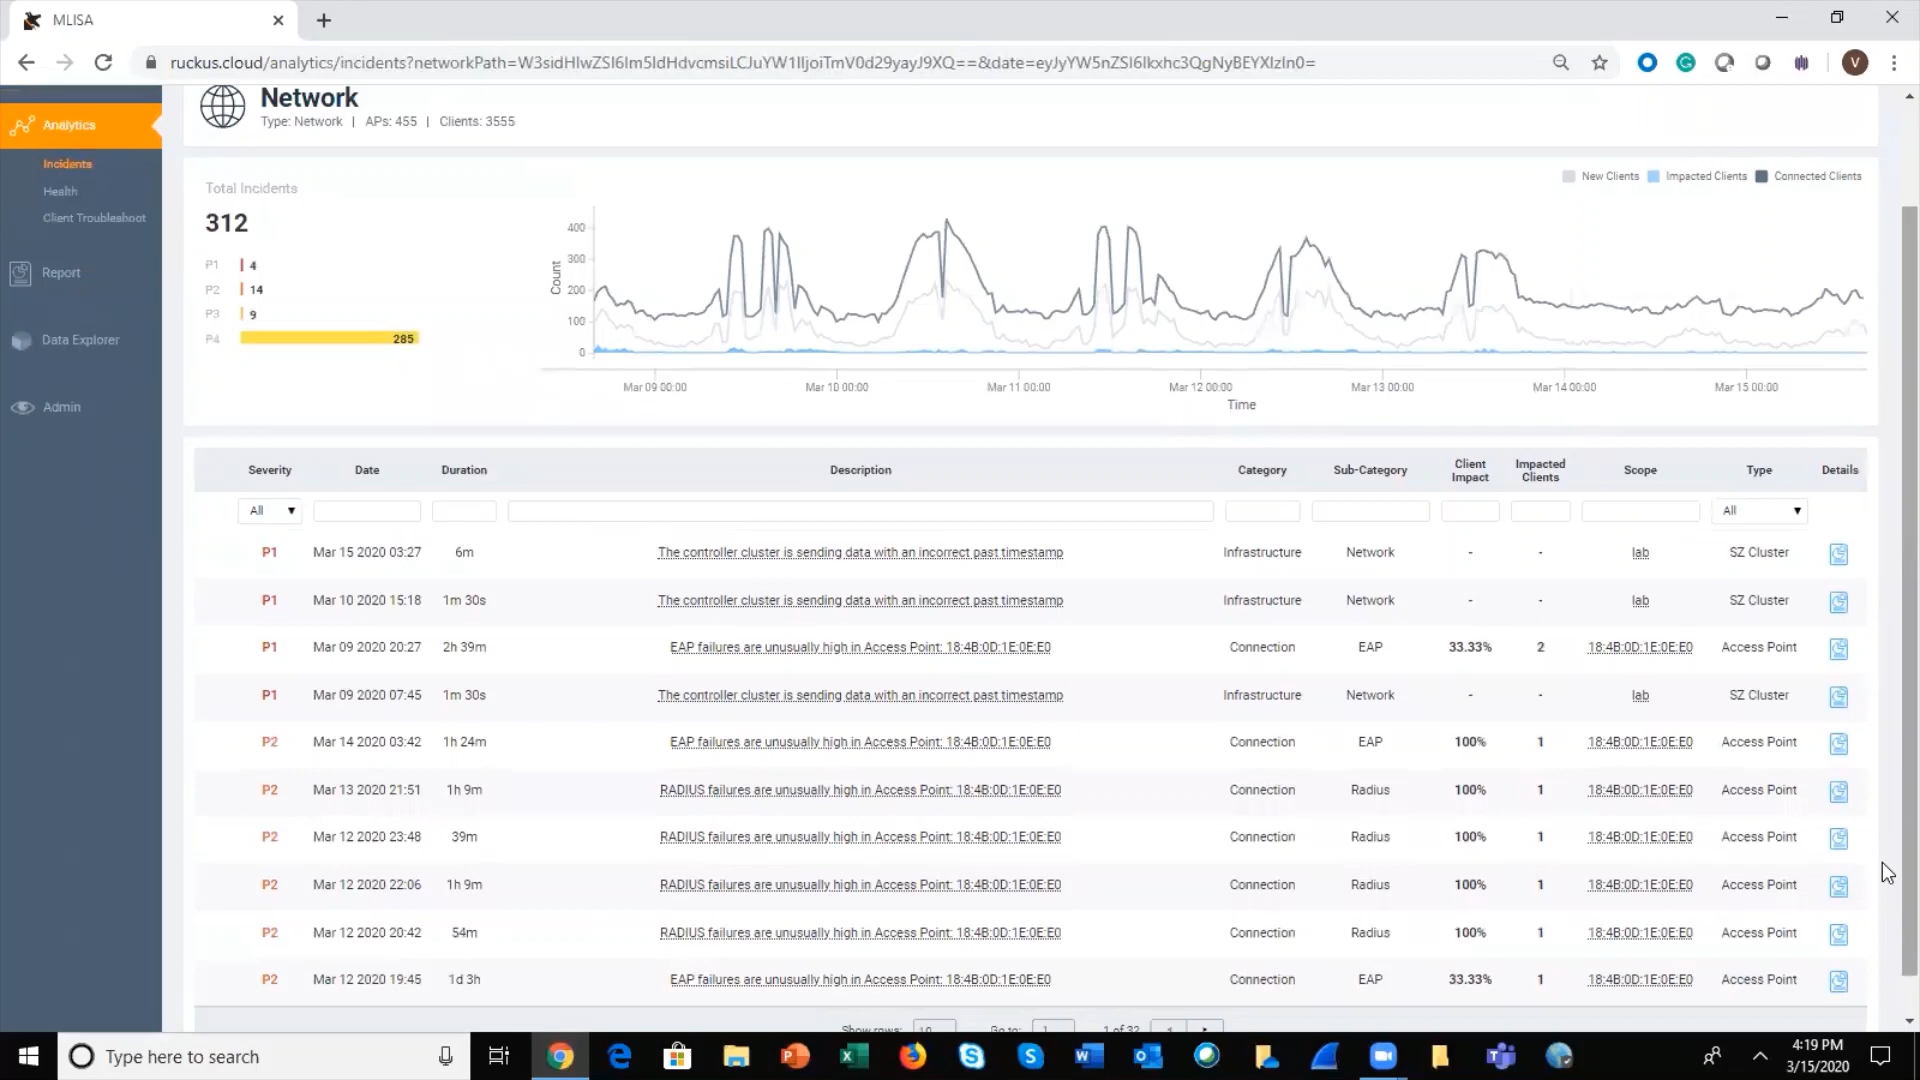 MLISA
ruckus.cloud/analytics/incidents?networkPath=W3sidHlwZSI6Im5ldHdvcmsiLCJuYW1lIjoiTmV0d29yayJ9XQ==&date=eyJyYW5nZSI6Ikxhc3QgNyBEYXlzIn0=
V
Network
Type: Network | APs: 455 | Clients: 3555
Analytics
Incidents
Health
Client Troubleshoot
Report
Data Explorer
Admin
Total Incidents
312
P1 4
P2 14
P3 9
P4 285
New Clients Impacted Clients Connected Clients
Count
400
300
200
100
0
Mar 09 00:00 Mar 10 00:00 Mar 11 00:00 Mar 12 00:00 Mar 13 00:00 Mar 14 00:00 Mar 15 00:00
Time
Severity Date Duration Description Category Sub-Category Client Impact Impacted Clients Scope Type Details
All All
P1 Mar 15 2020 03:27 6m The controller cluster is sending data with an incorrect past timestamp Infrastructure Network - - lab SZ Cluster
P1 Mar 10 2020 15:18 1m 30s The controller cluster is sending data with an incorrect past timestamp Infrastructure Network - - lab SZ Cluster
P1 Mar 09 2020 20:27 2h 39m EAP failures are unusually high in Access Point: 18:4B:0D:1E:0E:E0 Connection EAP 33.33% 2 18:4B:0D:1E:0E:E0 Access Point
P1 Mar 09 2020 07:45 1m 30s The controller cluster is sending data with an incorrect past timestamp Infrastructure Network - - lab SZ Cluster
P2 Mar 14 2020 03:42 1h 24m EAP failures are unusually high in Access Point: 18:4B:0D:1E:0E:E0 Connection EAP 100% 1 18:4B:0D:1E:0E:E0 Access Point
P2 Mar 13 2020 21:51 1h 9m RADIUS failures are unusually high in Access Point: 18:4B:0D:1E:0E:E0 Connection Radius 100% 1 18:4B:0D:1E:0E:E0 Access Point
P2 Mar 12 2020 23:48 39m RADIUS failures are unusually high in Access Point: 18:4B:0D:1E:0E:E0 Connection Radius 100% 1 18:4B:0D:1E:0E:E0 Access Point
P2 Mar 12 2020 22:06 1h 9m RADIUS failures are unusually high in Access Point: 18:4B:0D:1E:0E:E0 Connection Radius 100% 1 18:4B:0D:1E:0E:E0 Access Point
P2 Mar 12 2020 20:42 54m RADIUS failures are unusually high in Access Point: 18:4B:0D:1E:0E:E0 Connection Radius 100% 1 18:4B:0D:1E:0E:E0 Access Point
P2 Mar 12 2020 19:45 1d 3h EAP failures are unusually high in Access Point: 18:4B:0D:1E:0E:E0 Connection EAP 33.33% 1 18:4B:0D:1E:0E:E0 Access Point
Show rows: 10 Go to: 1 1 of 32
Type here to search
4:19 PM
3/15/2020